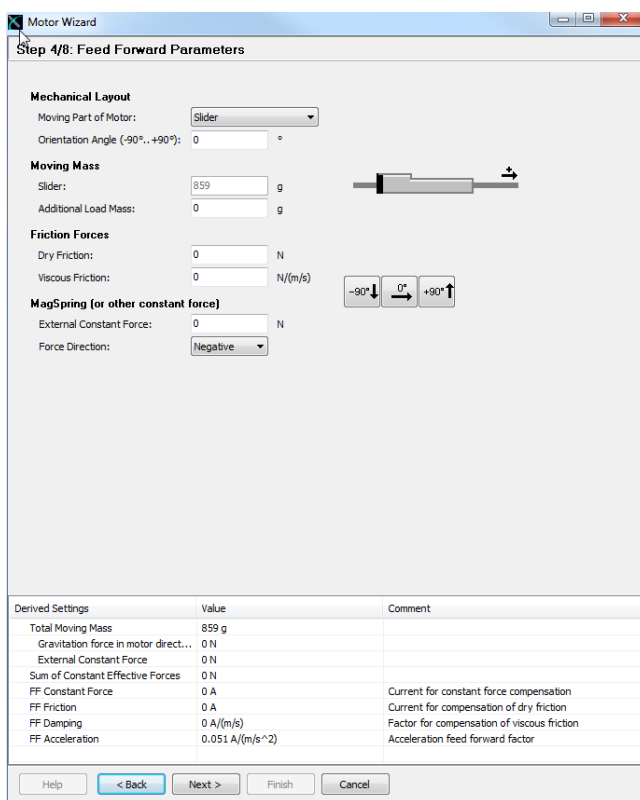 Motor Wizard
Step 4/8: Feed Forward Parameters
Mechanical Layout
Moving Part of Motor: Slider
Orientation Angle (-90°..+90°): 0 °
Moving Mass
Slider: 859 g
Additional Load Mass: 0 g
Friction Forces
Dry Friction: 0 N
Viscous Friction: 0 N/(m/s)
-90° 0° +90°
MagSpring (or other constant force)
External Constant Force: 0 N
Force Direction: Negative
Derived Settings Value Comment
Total Moving Mass 859 g
Gravitation force in motor direct... 0 N
External Constant Force 0 N
Sum of Constant Effective Forces 0 N
FF Constant Force 0 A Current for constant force compensation
FF Friction 0 A Current for compensation of dry friction
FF Damping 0 A/(m/s) Factor for compensation of viscous friction
FF Acceleration 0.051 A/(m/s^2) Acceleration feed forward factor
Help < Back Next > Finish Cancel